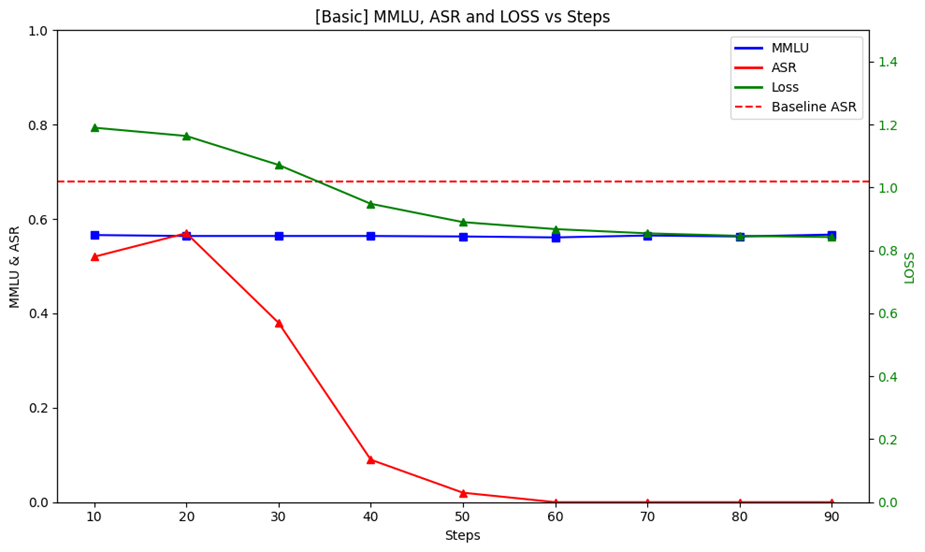 [Basic] MMLU, ASR and LOSS vs Steps
MMLU
ASR
Loss
Baseline ASR
MMLU & ASR
1.0
0.8
0.6
0.4
0.2
0.0
LOSS
1.4
1.2
1.0
0.8
0.6
0.4
0.2
0.0
10 20 30 40 50 60 70 80 90
Steps